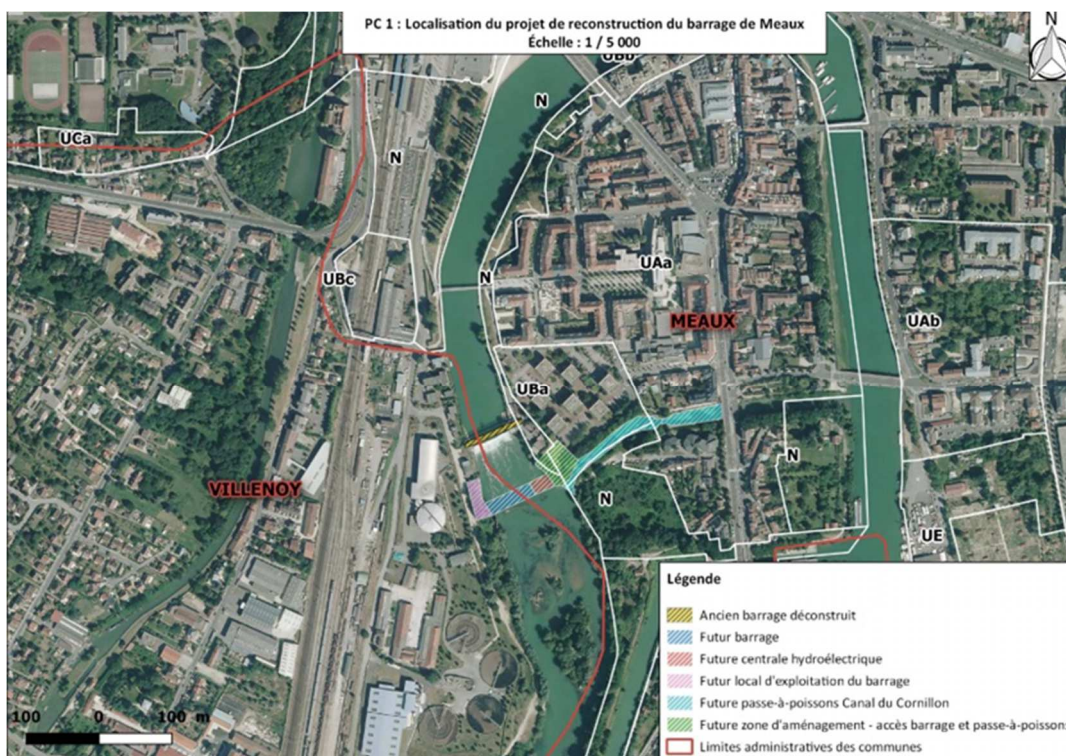 PC 1 : Localisation du projet de reconstruction du barrage de Meaux
Échelle : 1 / 5 000
N
UBb
N
UCa
N
UBc
N
UAa
MEAUX
UAb
UBa
N
VILLENOY
N
UE
Légende
Ancien barrage déconstruit
Futur barrage
Future centrale hydroélectrique
Futur local d'exploitation du barrage
Future passe-à-poissons Canal du Cornillon
Future zone d'aménagement - accès barrage et passe-à-poissons
Limites administratives des communes
100 0 100 m